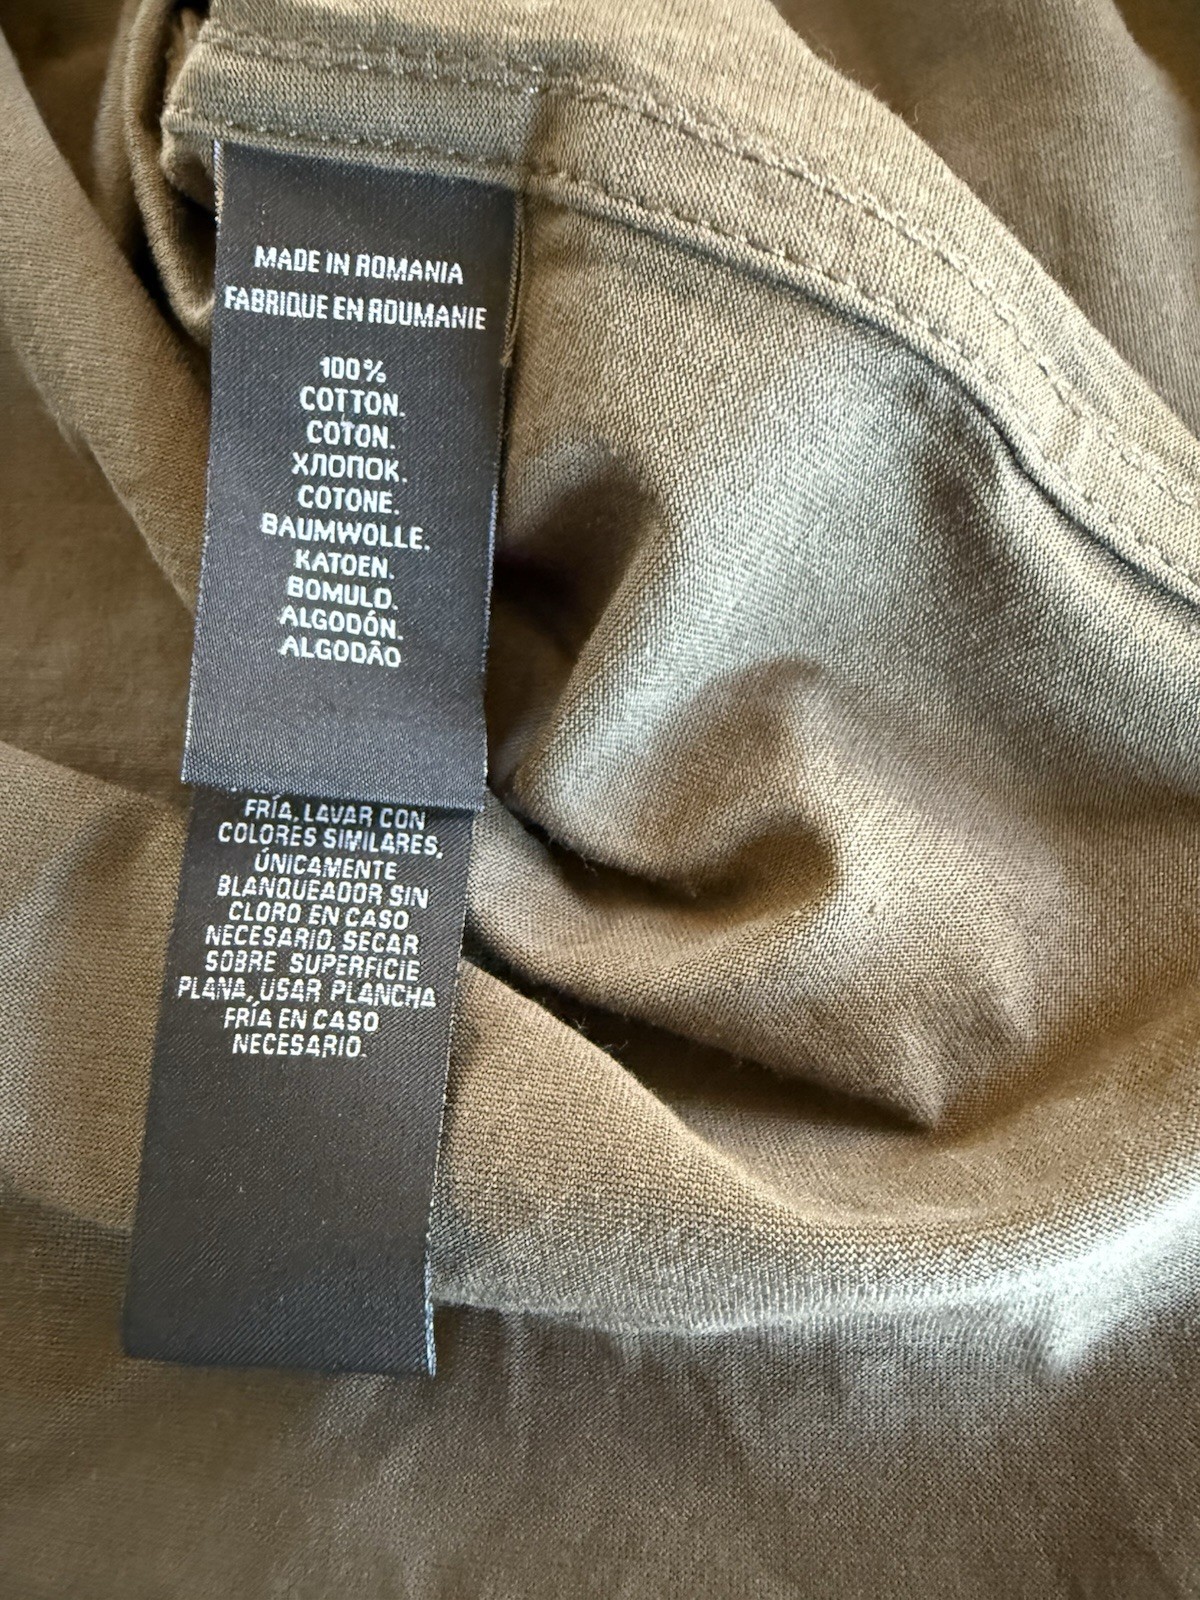 MADE IN ROMANIA
FABRIQUE EN ROUMANIE
100%
COTTON.
COTON.
ХЛОПОК.
COTONE.
BAUMWOLLE.
KATOEN.
BOMULD.
ALGODÓN.
ALGODÃO
FRÍA, LAVAR CON
COLORES SIMILARES,
ÚNICAMENTE
BLANQUEADOR SIN
CLORO EN CASO
NECESARIO, SECAR
SOBRE SUPERFICIE
PLANA, USAR PLANCHA
FRÍA EN CASO
NECESARIO.